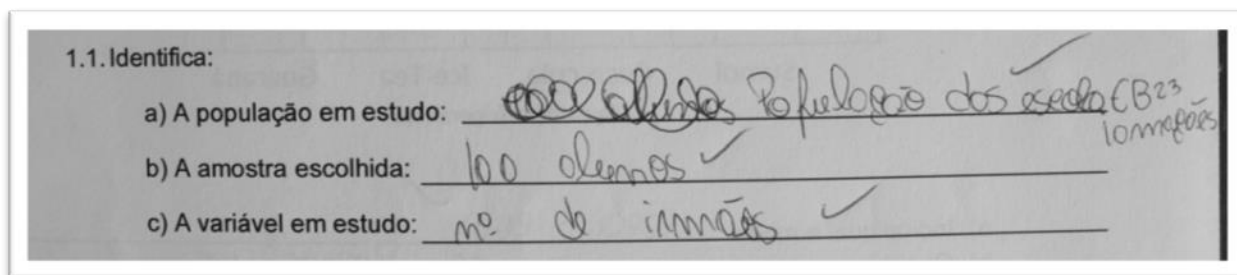 1.1. Identifica:
a) A população em estudo: População dos escola EB23
b) A amostra escolhida: 100 alunos
c) A variável em estudo: nº de irmãos